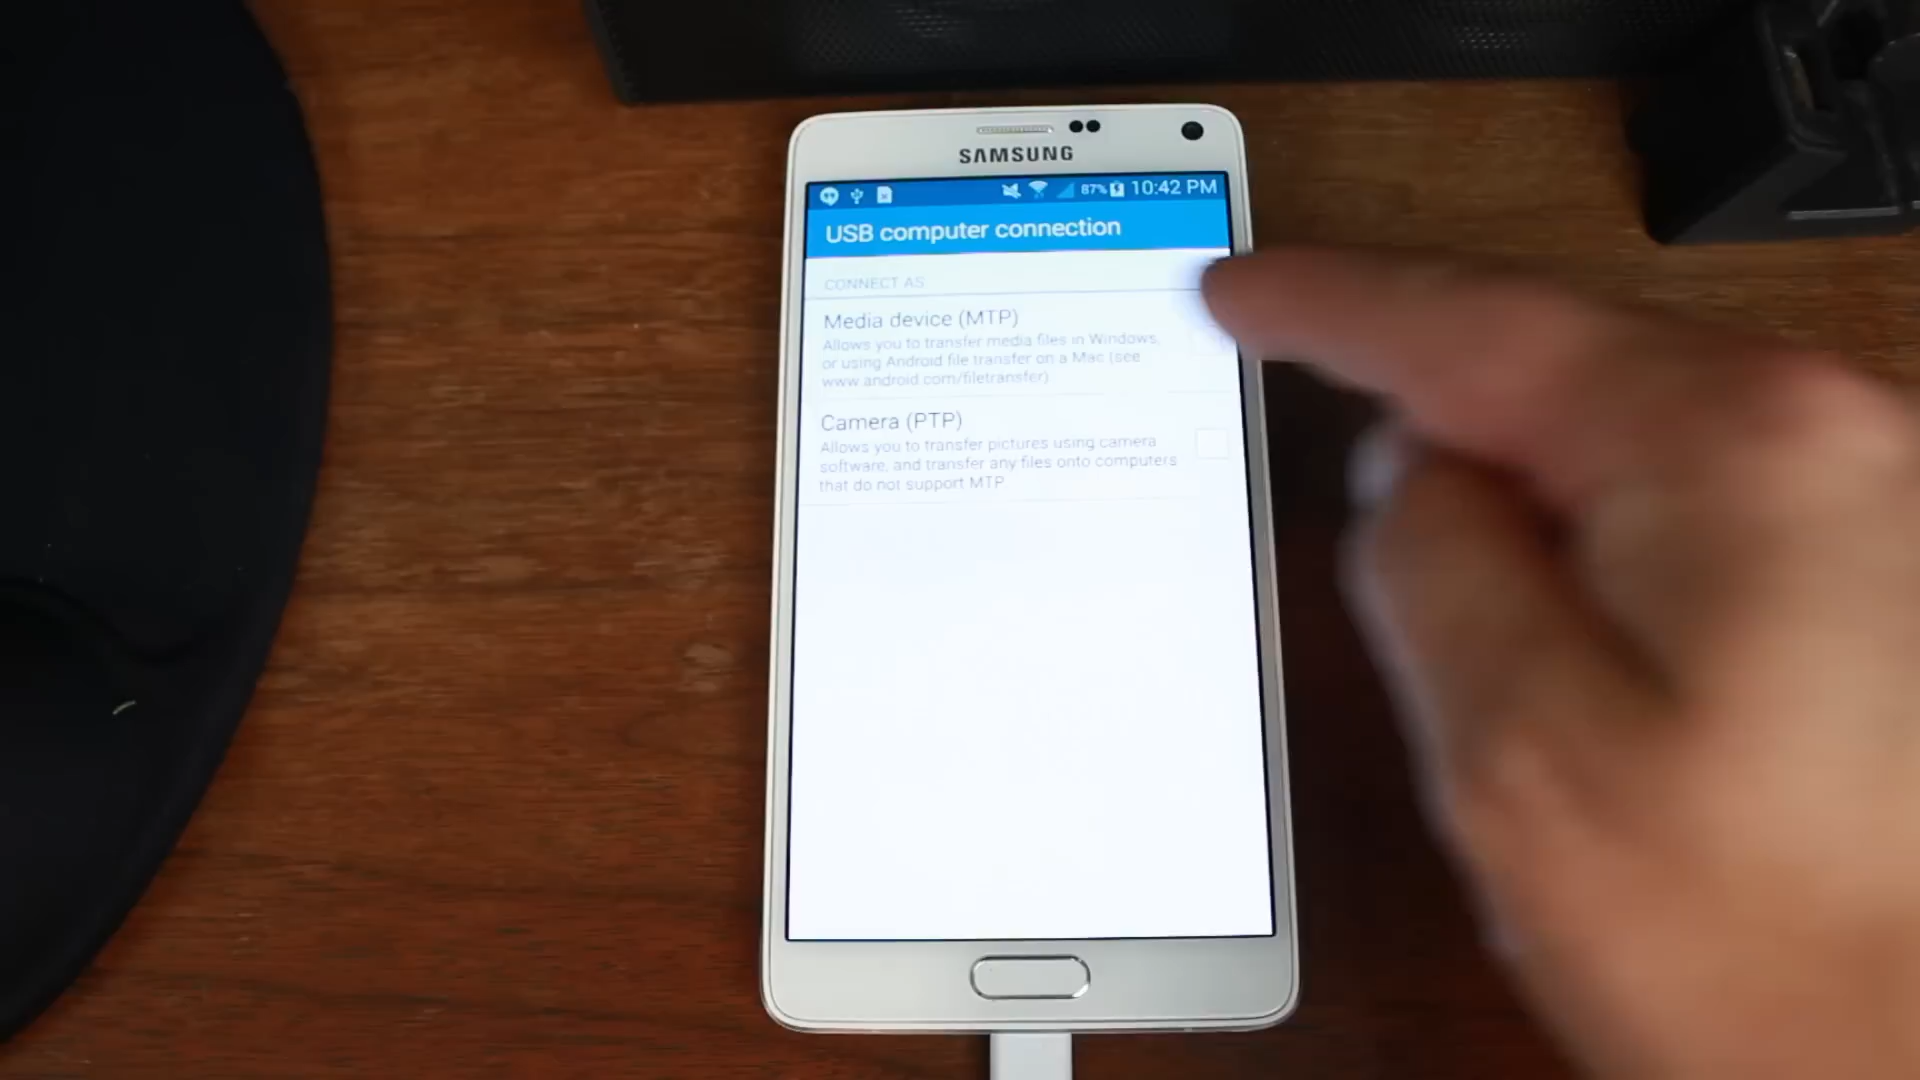 SAMSUNG
87% 10:42 PM
USB computer connection
CONNECT AS
Media device (MTP)
Allows you to transfer media files in Windows,
or using Android file transfer on a Mac (see
www.android.com/filetransfer)
Camera (PTP)
Allows you to transfer pictures using camera
software, and transfer any files onto computers
that do not support MTP